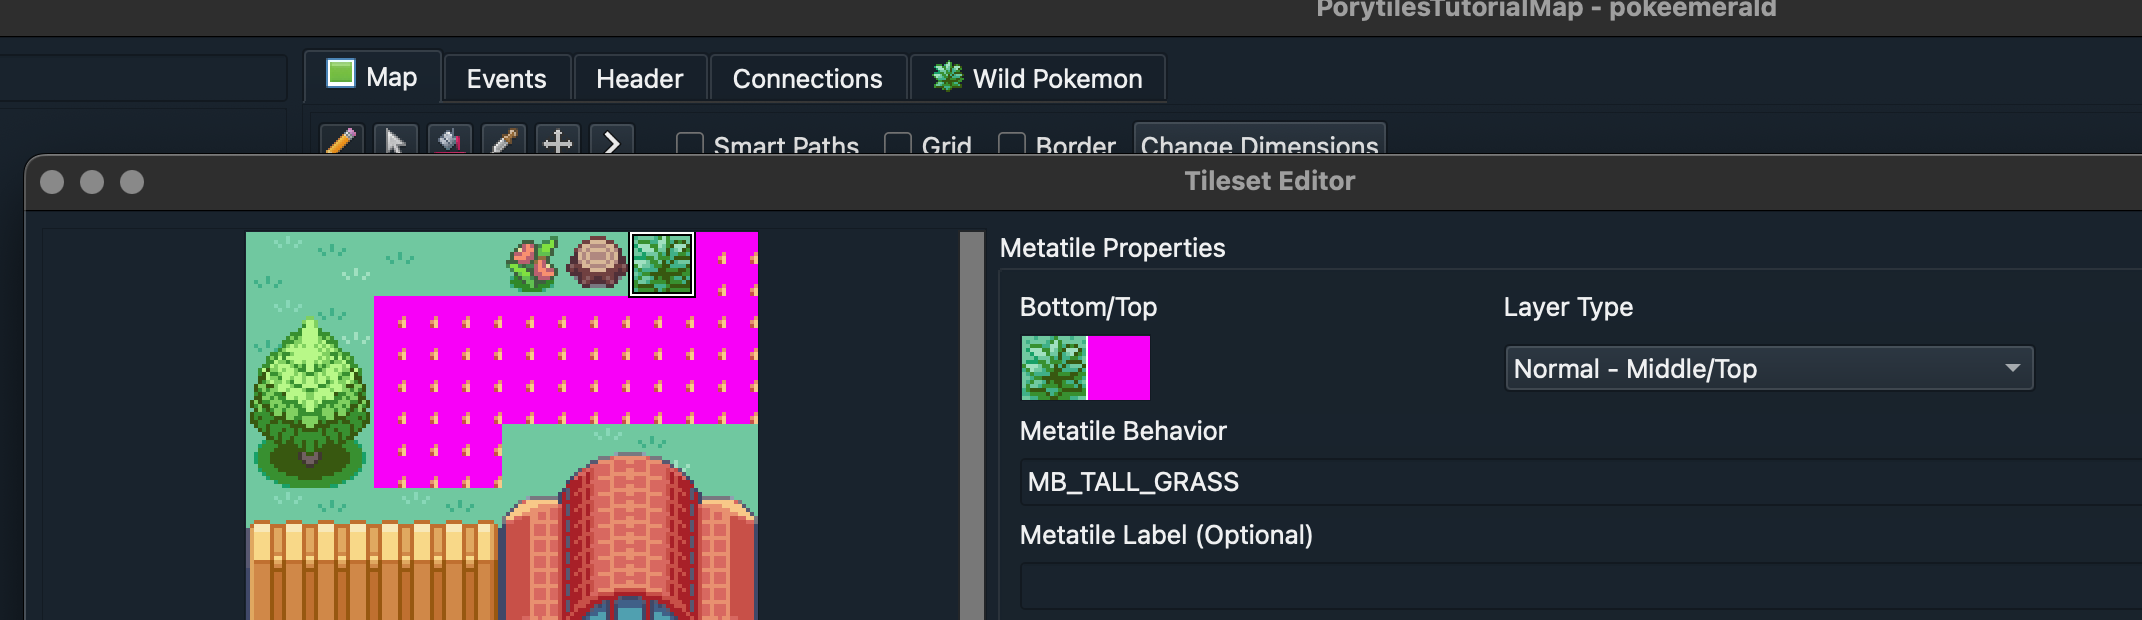 PorytilesTutorialMap - pokeemerald
Map Events Header Connections Wild Pokemon
Smart Paths Grid Border Change Dimensions
Tileset Editor
Metatile Properties
Bottom/Top Layer Type
Normal - Middle/Top
Metatile Behavior
MB_TALL_GRASS
Metatile Label (Optional)